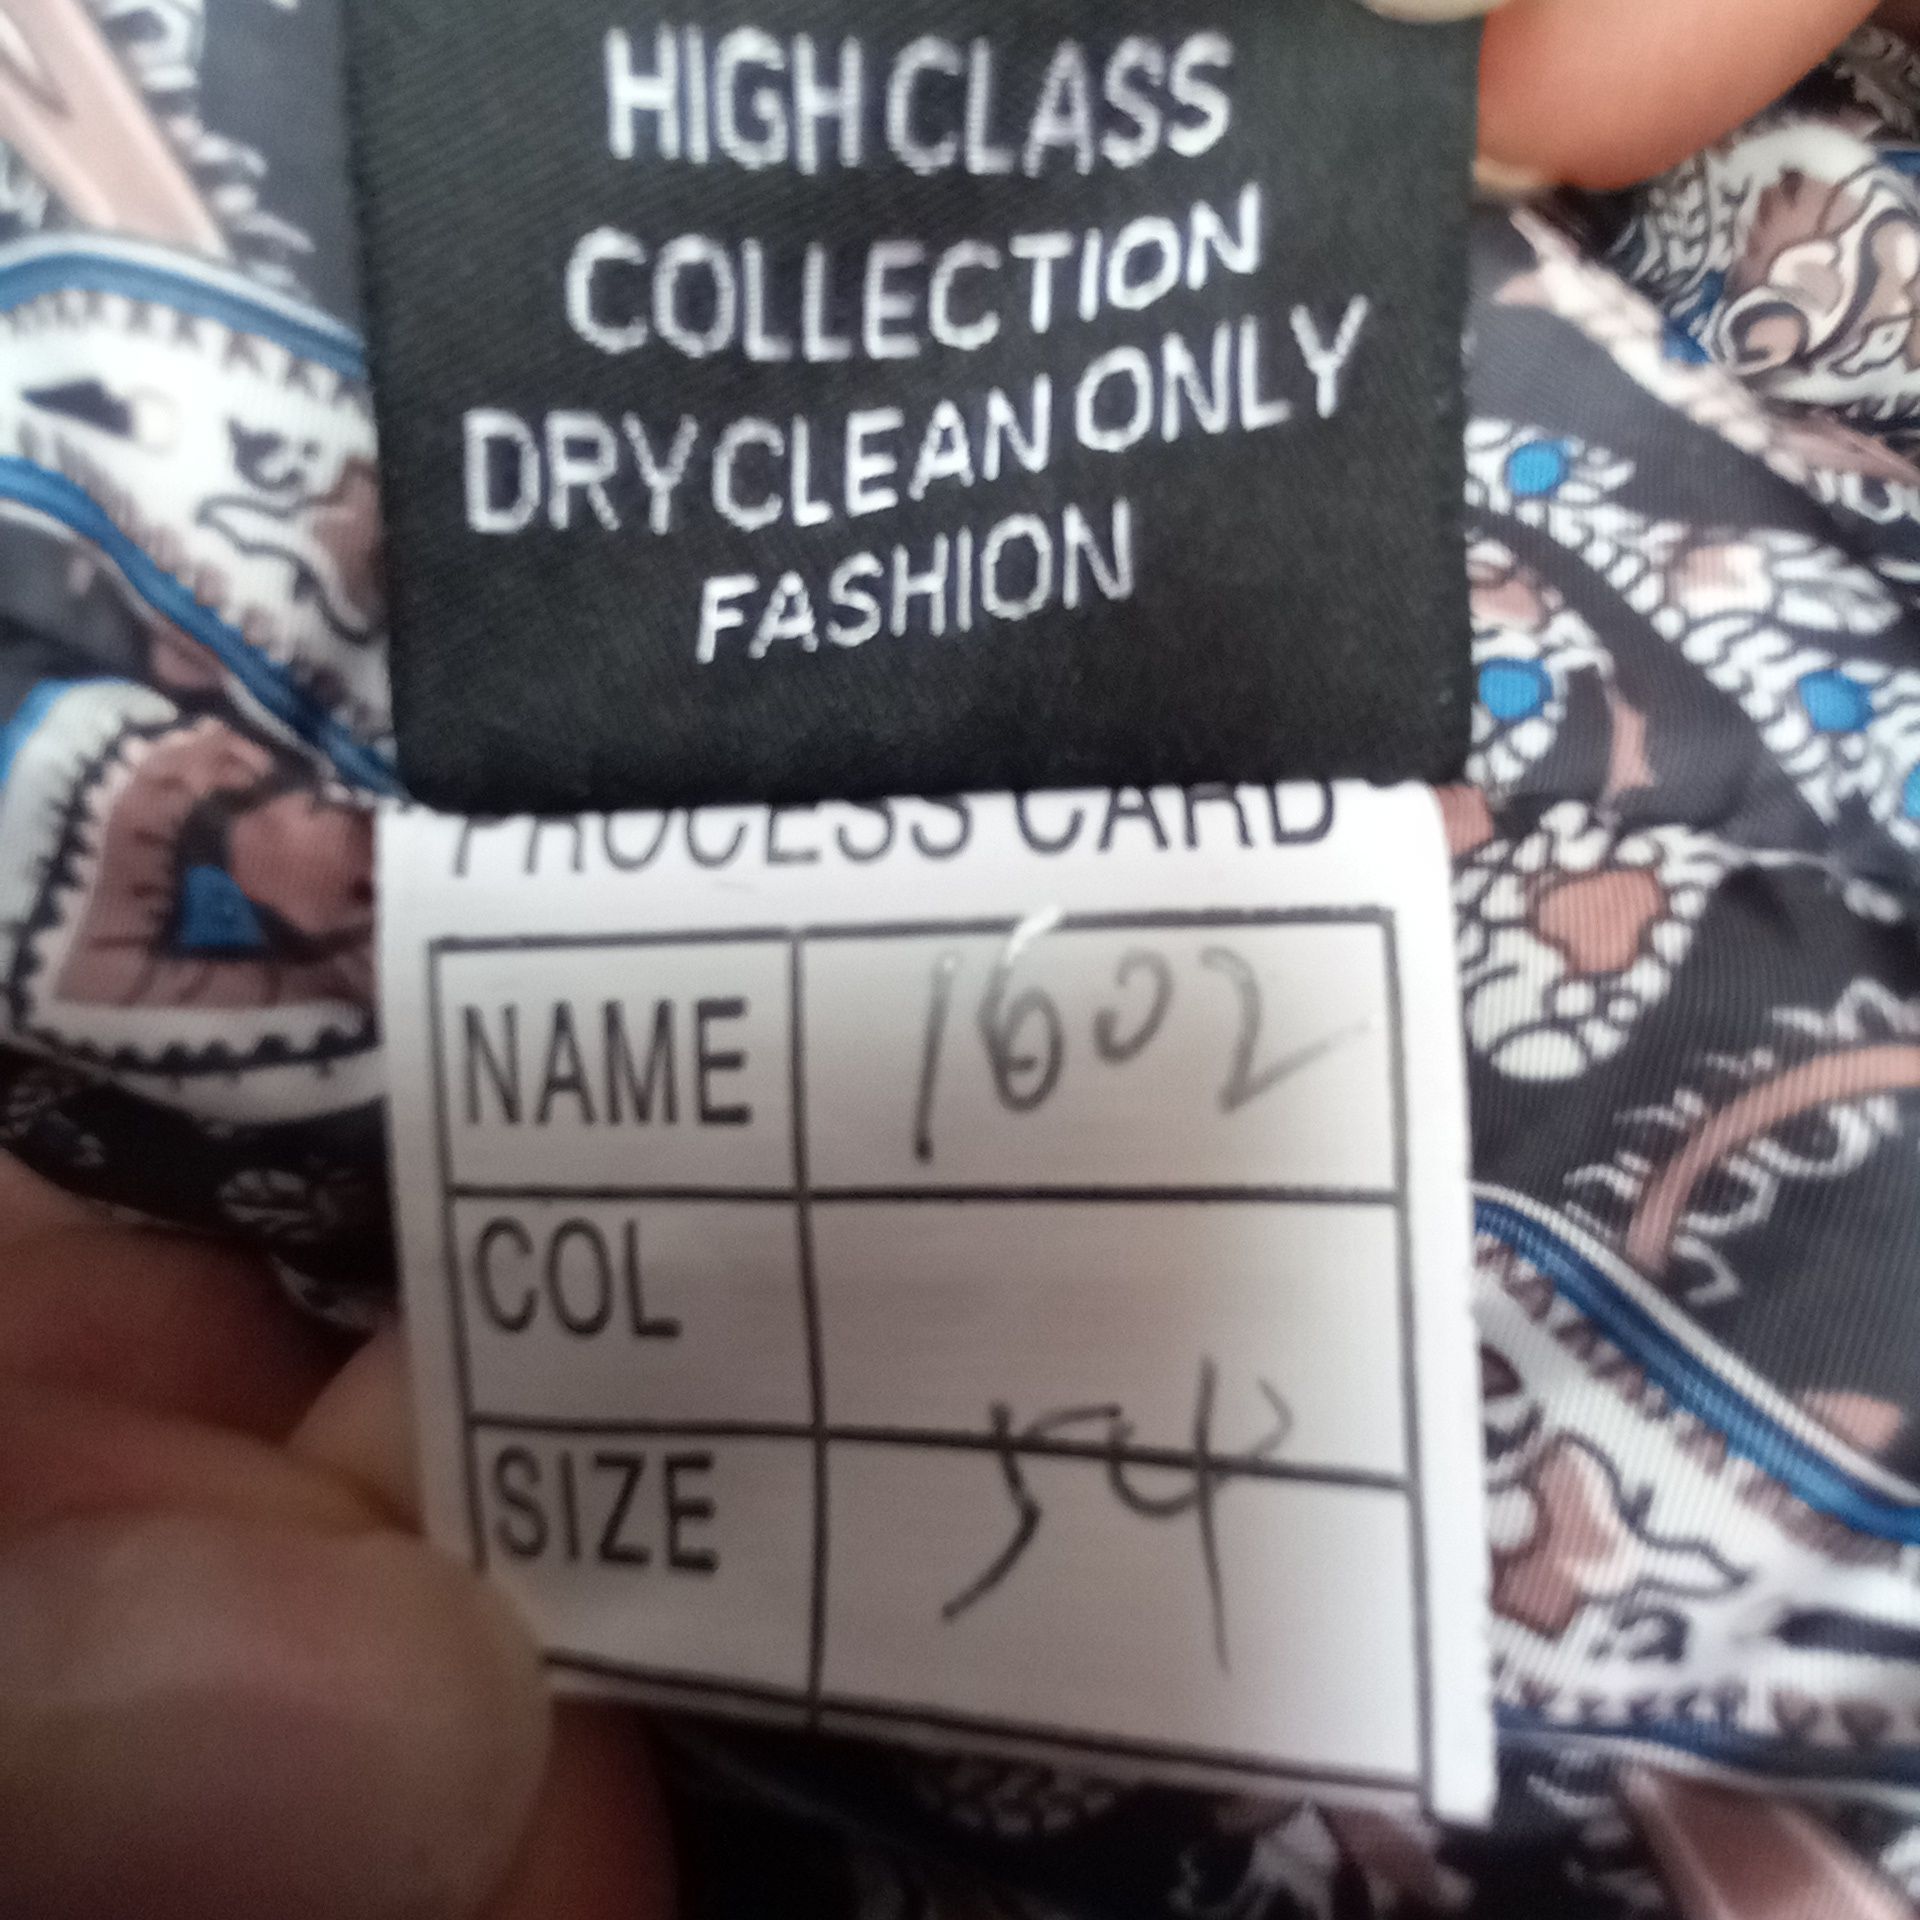 HIGH CLASS
COLLECTION
DRY CLEAN ONLY
FASHION
PROCESS CARD
NAME 1602
COL
SIZE 54